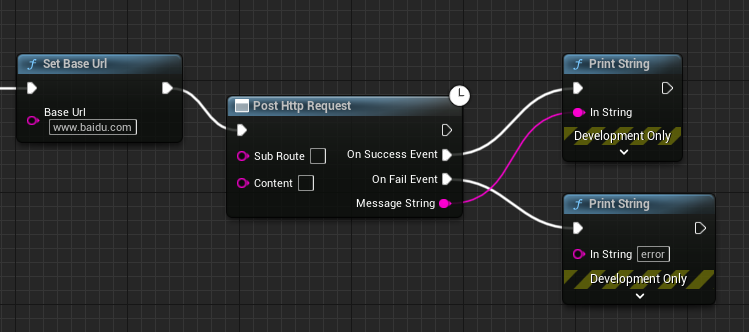 Set Base Url
Base Url
www.baidu.com
Post Http Request
Sub Route
On Success Event
Content
On Fail Event
Message String
Print String
In String
Development Only
Print String
In String error
Development Only